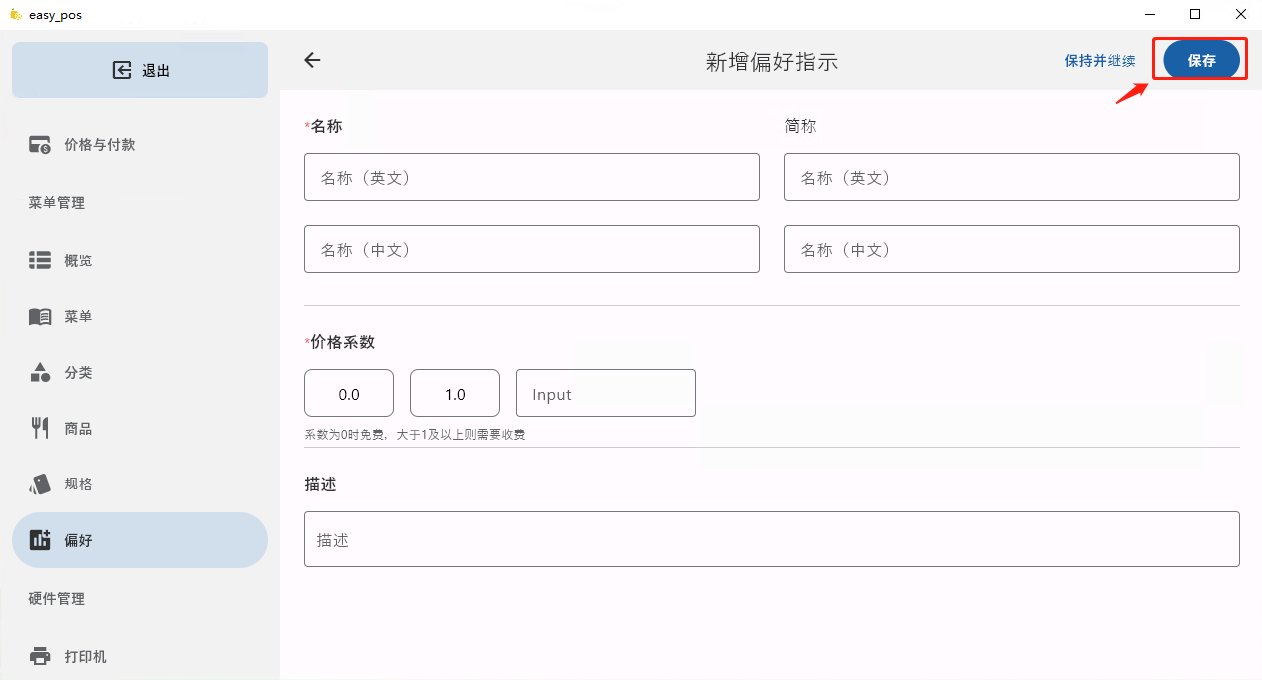 easy_pos
退出
新增偏好指示
保持并继续
保存
价格与付款
菜单管理
概览
菜单
分类
商品
规格
偏好
硬件管理
打印机
*名称
简称
名称（英文）
名称（英文）
名称（中文）
名称（中文）
*价格系数
0.0
1.0
Input
系数为0时免费，大于1及以上则需要收费
描述
描述